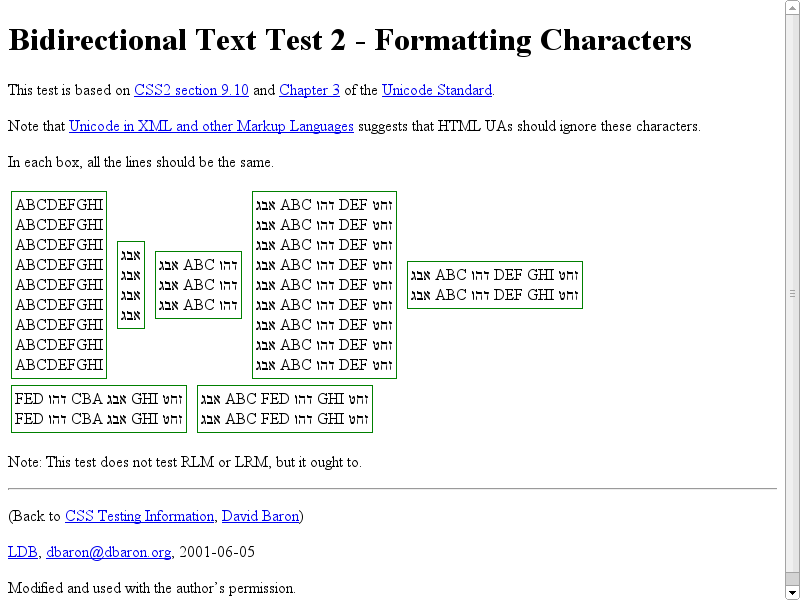 Bidirectional Text Test 2 - Formatting Characters
This test is based on CSS2 section 9.10 and Chapter 3 of the Unicode Standard.
Note that Unicode in XML and other Markup Languages suggests that HTML UAs should ignore these characters.
In each box, all the lines should be the same.
ABCDEFGHI
ABCDEFGHI
ABCDEFGHI
ABCDEFGHI
ABCDEFGHI
ABCDEFGHI
ABCDEFGHI
ABCDEFGHI
ABCDEFGHI
אבג
אבג
אבג
אבג
אבג ABC דהו
אבג ABC דהו
אבג ABC דהו
אבג ABC דהו DEF זחט
אבג ABC דהו DEF זחט
אבג ABC דהו DEF זחט
אבג ABC דהו DEF זחט
אבג ABC דהו DEF זחט
אבג ABC דהו DEF זחט
אבג ABC דהו DEF זחט
אבג ABC דהו DEF זחט
אבג ABC דהו DEF זחט
אבג ABC דהו DEF GHI זחט
אבג ABC דהו DEF GHI זחט
FED דהו CBA אבג GHI זחט
FED דהו CBA אבג GHI זחט
אבג ABC FED דהו GHI זחט
אבג ABC FED דהו GHI זחט
Note: This test does not test RLM or LRM, but it ought to.
(Back to CSS Testing Information, David Baron)
LDB, dbaron@dbaron.org, 2001-06-05
Modified and used with the author's permission.